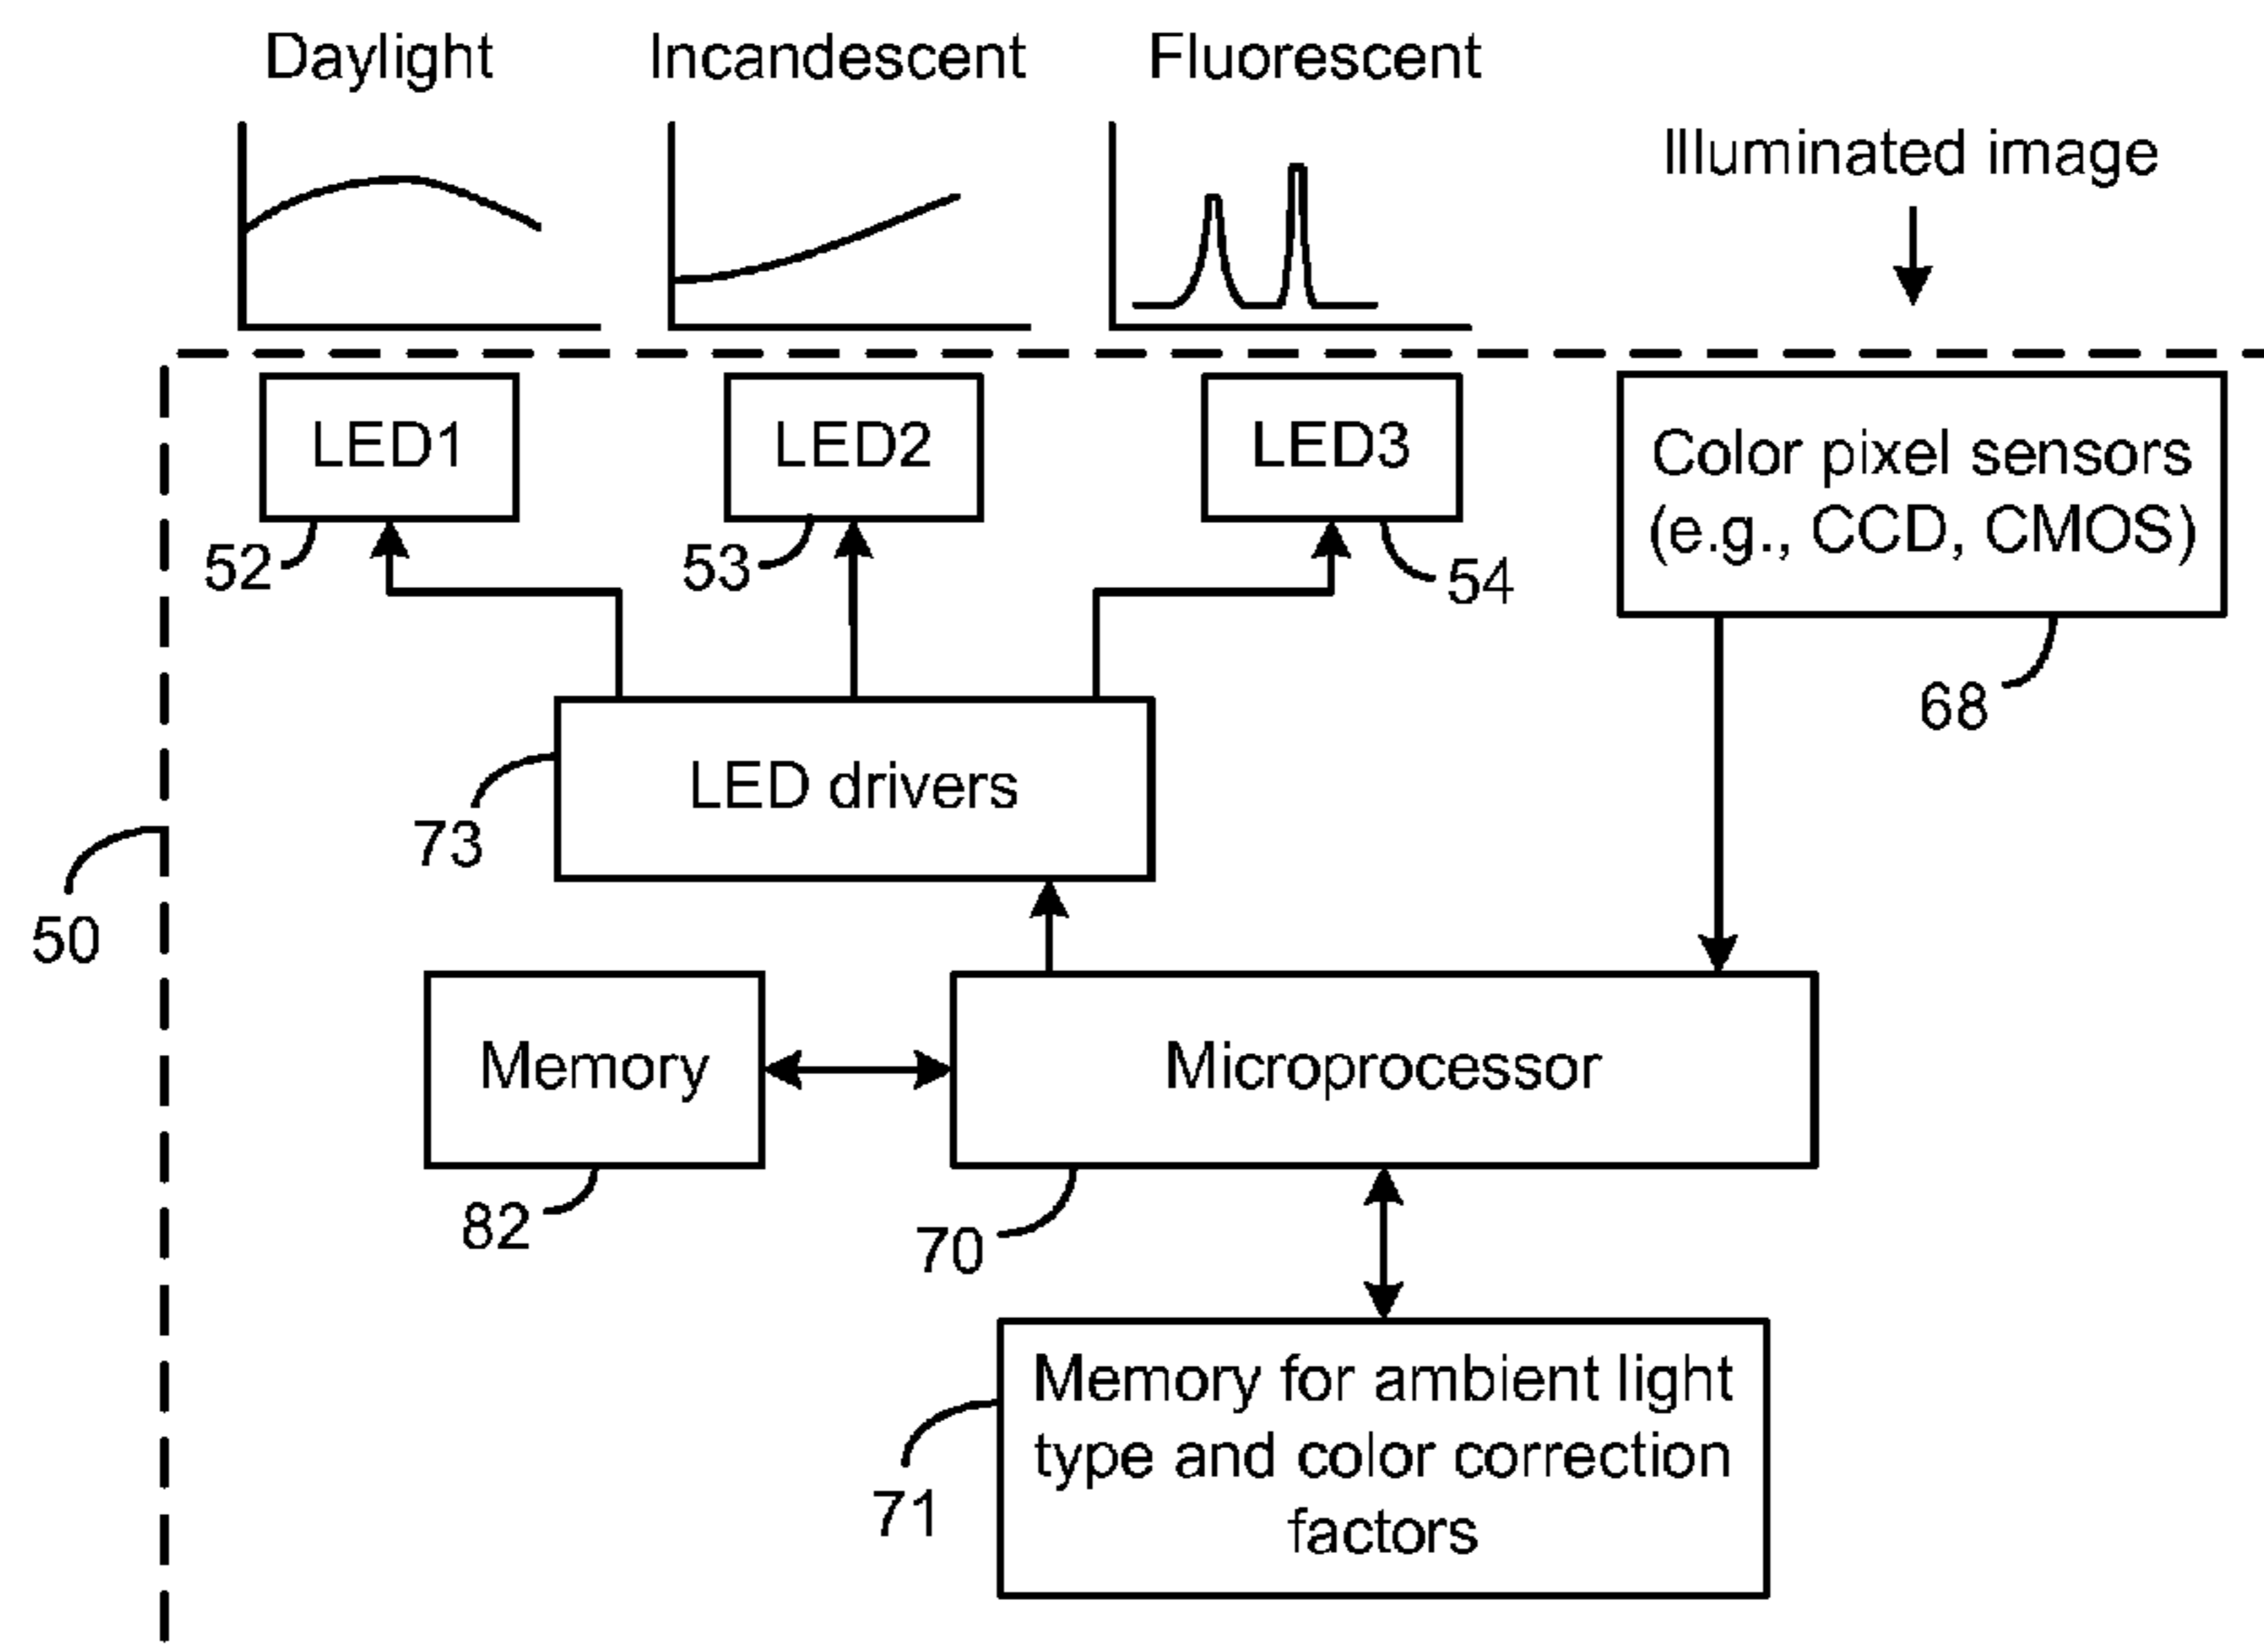 Daylight
Incandescent
Fluorescent
Illuminated image
LED1
LED2
LED3
Color pixel sensors
(e.g., CCD, CMOS)
52
53
54
68
LED drivers
73
50
Memory
Microprocessor
82
70
Memory for ambient light
type and color correction
factors
71